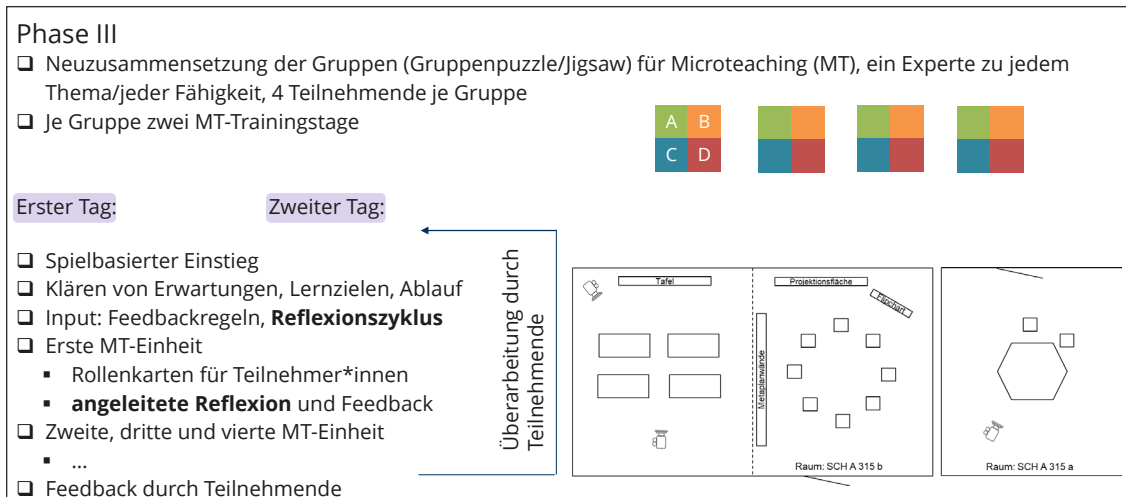 Phase III
❑ Neuzusammensetzung der Gruppen (Gruppenpuzzle/Jigsaw) für Microteaching (MT), ein Experte zu jedem
Thema/jeder Fähigkeit, 4 Teilnehmende je Gruppe
❑ Je Gruppe zwei MT-Trainingstage
A B
C D
Erster Tag:
Zweiter Tag:
❑ Spielbasierter Einstieg
❑ Klären von Erwartungen, Lernzielen, Ablauf
❑ Input: Feedbackregeln, Reflexionszyklus
❑ Erste MT-Einheit
▪ Rollenkarten für Teilnehmer*innen
▪ angeleitete Reflexion und Feedback
❑ Zweite, dritte und vierte MT-Einheit
▪ ...
❑ Feedback durch Teilnehmende
Überarbeitung durch
Teilnehmende
Tafel
Projektionsfläche
Flipchart
Metaplanwände
Raum: SCH A 315 b
Raum: SCH A 315 a